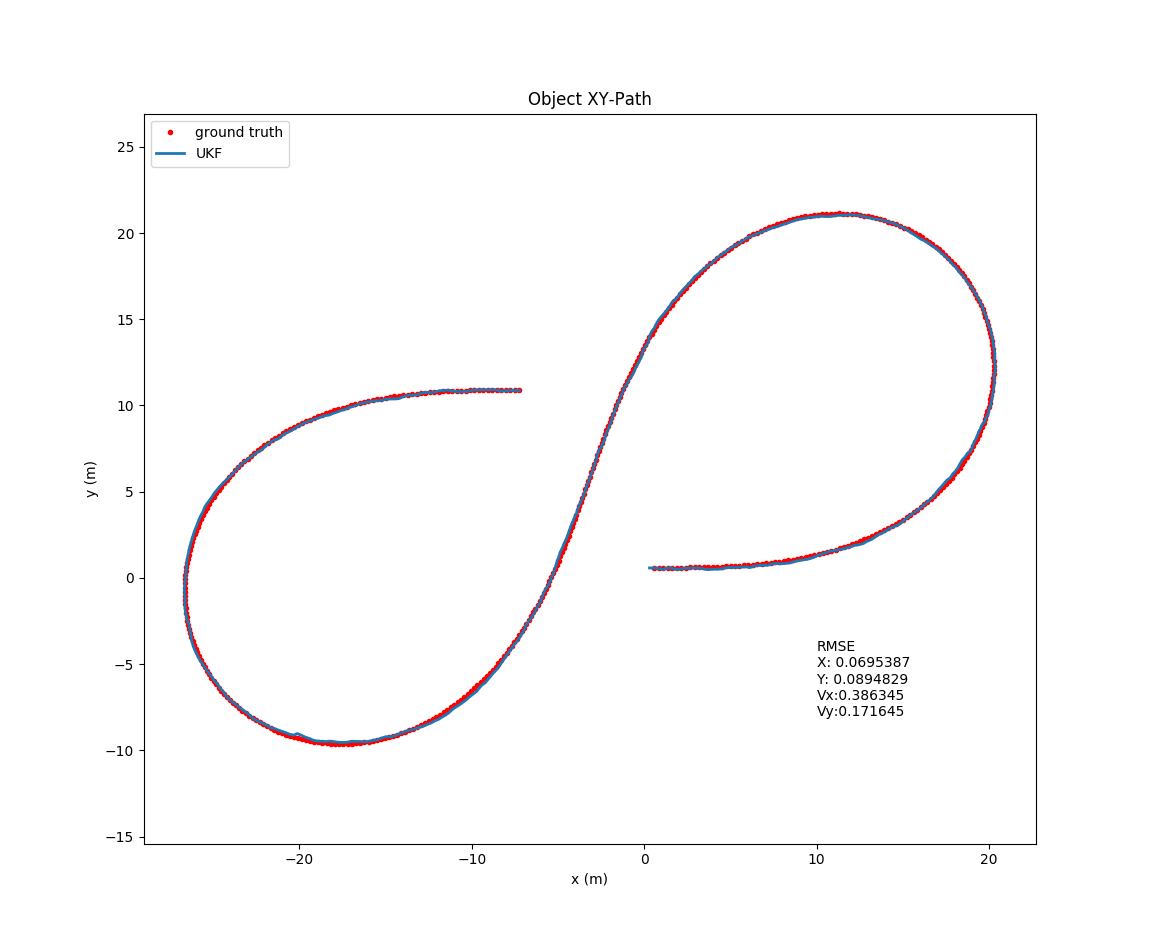 Object XY-Path
ground truth
UKF
25
20
15
10
5
0
−5
−10
−15
y (m)
RMSE
X: 0.0695387
Y: 0.0894829
Vx:0.386345
Vy:0.171645
−20
−10
0
10
20
x (m)